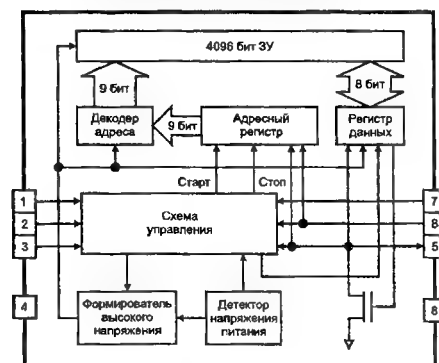 4096 бит ЗУ
9 бит
8 бит
Декодер
адреса
9 бит
Адресный
регистр
Регистр
данных
Старт
Стоп
1
2
3
4
Схема
управления
7
8
5
8
Формирователь
высокого
напряжения
Детектор
напряжения
питания